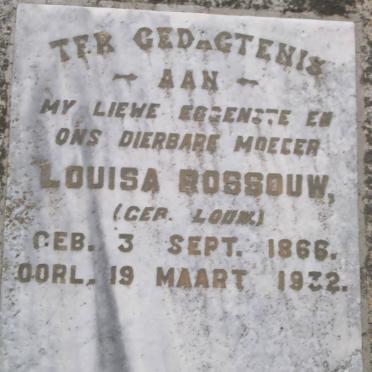 TER GEDAGTENIS
AAN
MY LIEWE EGGENOTE EN
ONS DIERBARE MOEDER
LOUISA ROSSOUW,
(GEB. LOUW.)
GEB. 3 SEPT. 1866.
OORL. 19 MAART 1932.